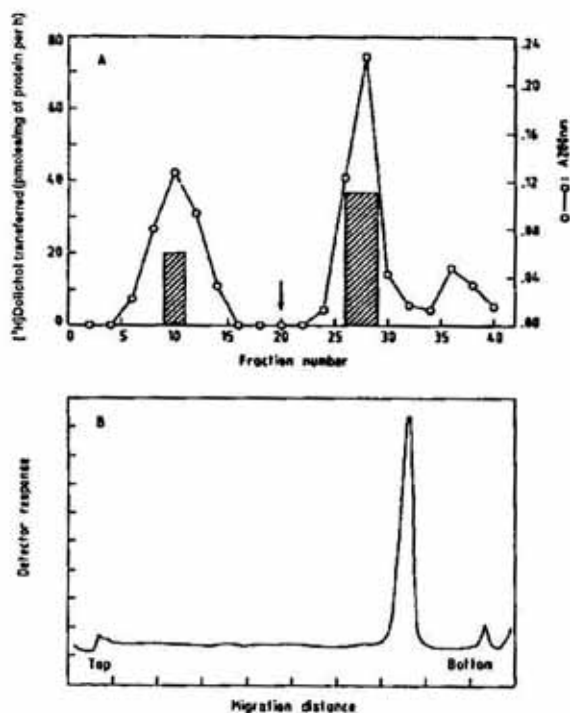 A
[³H]Dolichol transferred (pmoles/mg of protein per h)
80
60
40
20
0
0
5
10
15
20
25
30
35
40
Fraction number
.24
.20
.16
.12
.08
.04
.00
o—o: A280nm
B
Detector response
Top
Bottom
Migration distance